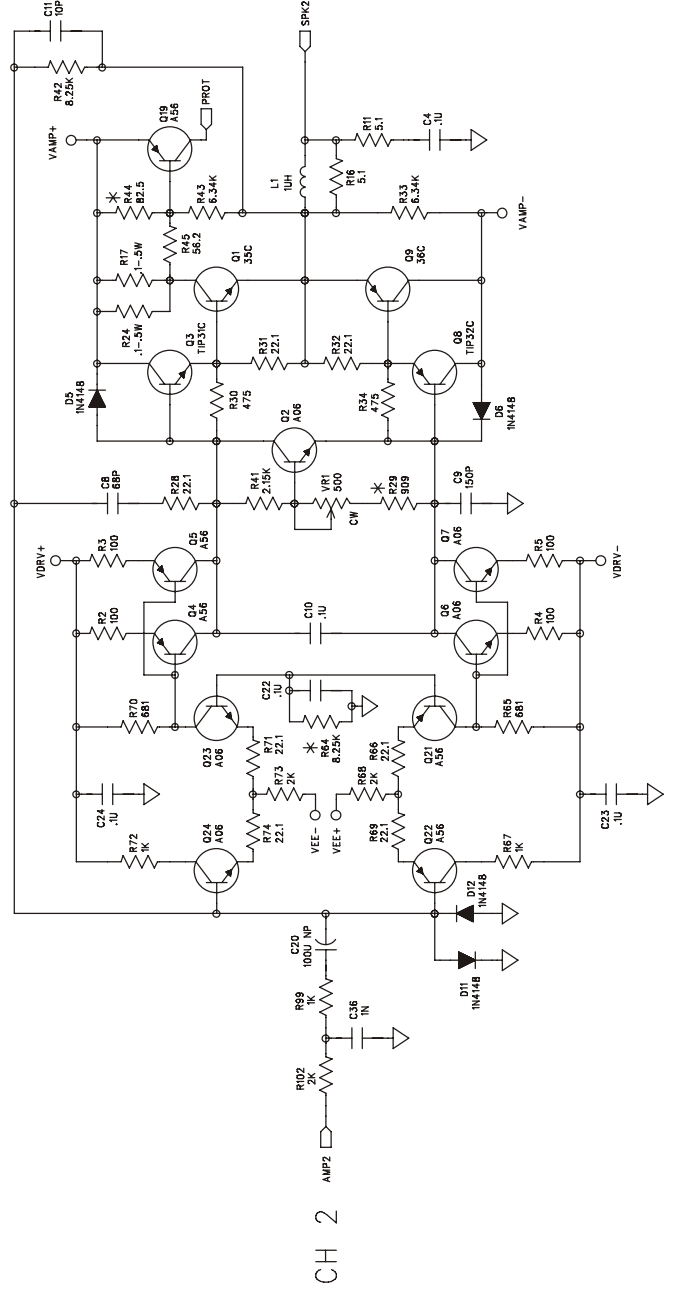 CH 2
AMP2
R102
2K
C36
1N
R99
1K
C20
100U NP
D11
1N4148
D12
1N4148
Q24
A06
R72
1K
C24
.1U
R74
22.1
R73
2K
R71
22.1
VEE-
VEE+
R69
22.1
R68
2K
R66
22.1
Q22
A56
R67
1K
C23
.1U
Q23
A06
R70
681
R64
8.25K
C22
.1U
Q21
A56
R65
681
VDRV+
R2
100
R3
100
Q4
A56
Q5
A56
C10
.1U
Q6
A06
Q7
A06
R4
100
R5
100
VDRV-
C8
68P
R28
22.1
R41
2.15K
VR1
500
CW
R29
909
C9
150P
Q2
A06
D5
1N4148
R30
475
R34
475
D6
1N4148
Q3
TIP31C
R31
22.1
R32
22.1
Q8
TIP32C
R24
.1-.5W
R17
.1-.5W
R45
56.2
Q1
35C
Q9
36C
R44
82.5
R43
6.34K
Q19
A56
PROT
VAMP+
L1
1UH
R16
5.1
R11
5.1
C4
.1U
R33
6.34K
VAMP-
SPK2
R42
8.25K
C11
10P